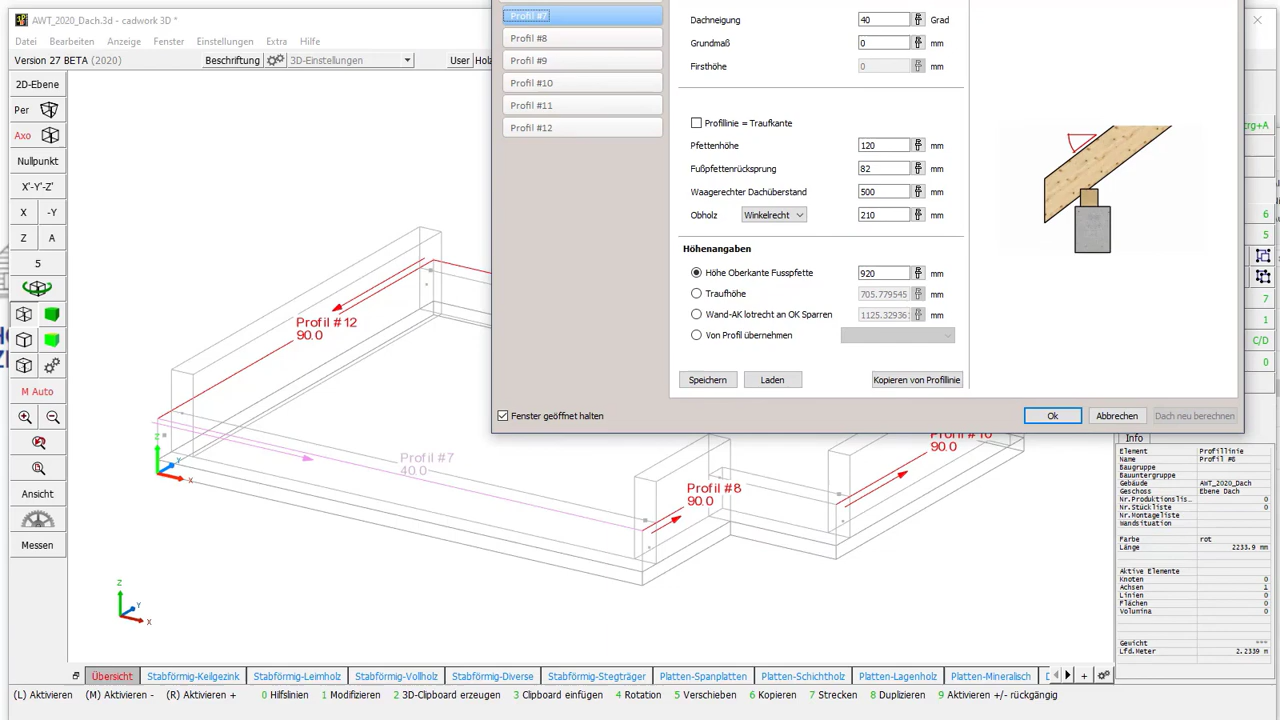 AWT_2020_Dach.3d - cadwork 3D *
Datei Bearbeiten Anzeige Fenster Einstellungen Extra Hilfe
Version 27 BETA (2020) Beschriftung 3D-Einstellungen User
2D-Ebene
Per
Axo
Nullpunkt
X'-Y'-Z'
X -Y
Z A
5
M Auto
Ansicht
Messen
Profil #7
Profil #8
Profil #9
Profil #10
Profil #11
Profil #12
Dachneigung 40 Grad
Grundmaß 0 mm
Firsthöhe 0 mm
Profillinie = Traufkante
Pfettenhöhe 120 mm
Fußpfettenrücksprung 82 mm
Waagerechter Dachüberstand 500 mm
Obholz Winkelrecht 210 mm
Höhenangaben
Höhe Oberkante Fusspfette 920 mm
Traufhöhe 705.779545 mm
Wand-AK lotrecht an OK Sparren 1125.32936 mm
Von Profil übernehmen
Speichern Laden Kopieren von Profillinie
Fenster geöffnet halten Ok Abbrechen Dach neu berechnen
trg+A
6
5
7
1
C/D
0
Profil #12
90.0
Profil #7
40.0
Profil #8
90.0
Profil #10
90.0
z
Y
X
Z
Y
X
Info
Element Profillinie
Name Profil #8
Baugruppe
Bauuntergruppe
Gebäude AWT_2020_Dach
Geschoss Ebene Dach
Nr.Produktionslis.. 0
Nr.Stückliste 0
Nr.Montageliste
Wandsituation
Farbe rot
Länge 2233.9 mm
Aktive Elemente
Knoten 0
Achsen 1
Linien 0
Flächen 0
Volumina 0
Gewicht ***
Lfd.Meter 2.2339 m
Übersicht Stabförmig-Keilgezink Stabförmig-Leimholz Stabförmig-Vollholz Stabförmig-Diverse Stabförmig-Stegträger Platten-Spanplatten Platten-Schichtholz Platten-Lagenholz Platten-Mineralisch
(L) Aktivieren (M) Aktivieren - (R) Aktivieren + 0 Hilfslinien 1 Modifizieren 2 3D-Clipboard erzeugen 3 Clipboard einfügen 4 Rotation 5 Verschieben 6 Kopieren 7 Strecken 8 Duplizieren 9 Aktivieren +/- rückgängig